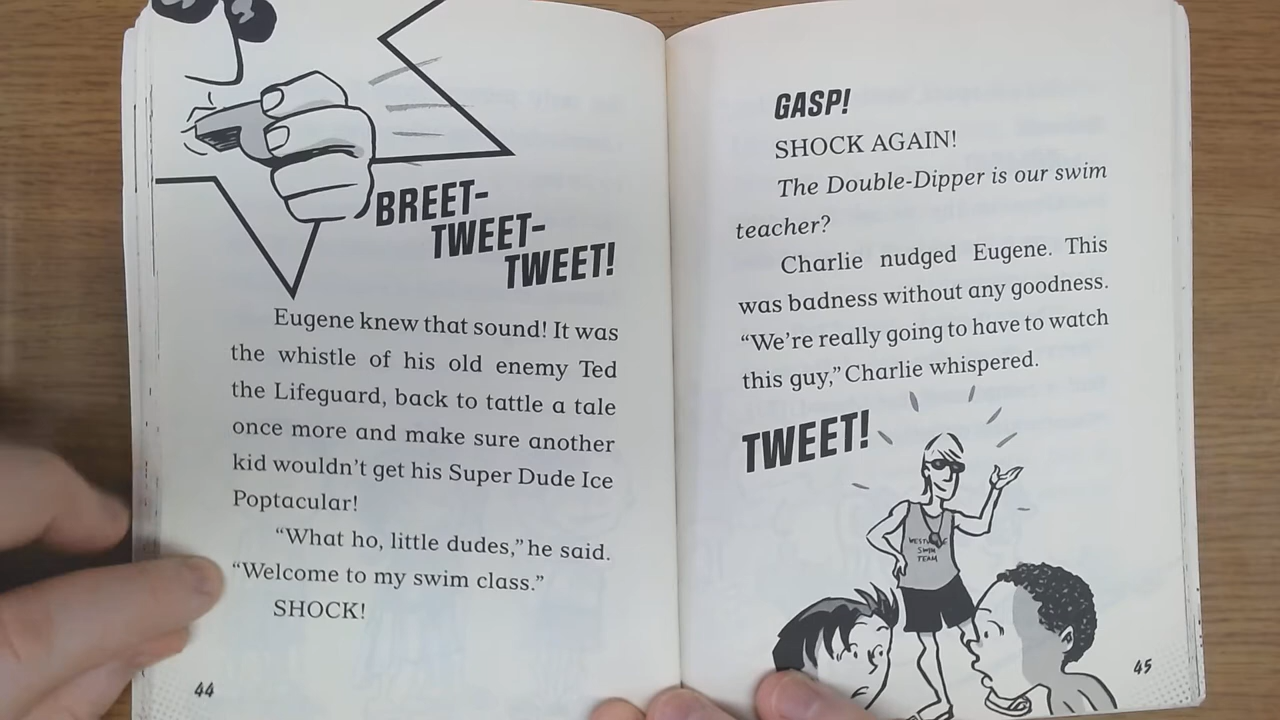 BREET-
TWEET-
TWEET!
Eugene knew that sound! It was
the whistle of his old enemy Ted
the Lifeguard, back to tattle a tale
once more and make sure another
kid wouldn't get his Super Dude Ice
Poptacular!
"What ho, little dudes," he said.
"Welcome to my swim class."
SHOCK!
44
GASP!
SHOCK AGAIN!
The Double-Dipper is our swim
teacher?
Charlie nudged Eugene. This
was badness without any goodness.
"We're really going to have to watch
this guy," Charlie whispered.
TWEET!
SWIM
TEAM
45